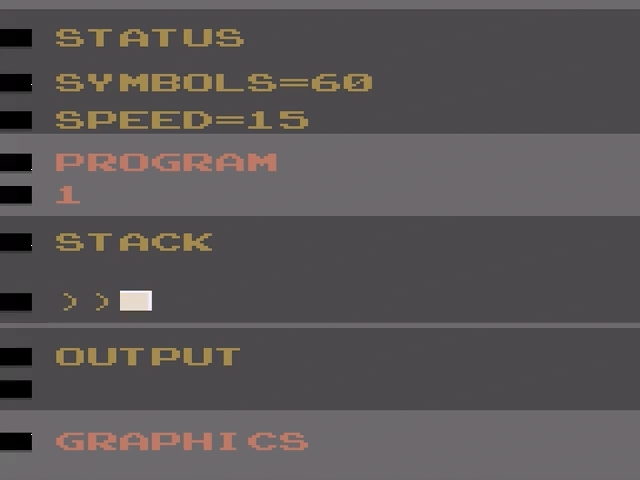 STATUS
SYMBOLS=60
SPEED=15
PROGRAM
1
STACK
> >
OUTPUT
GRAPHICS